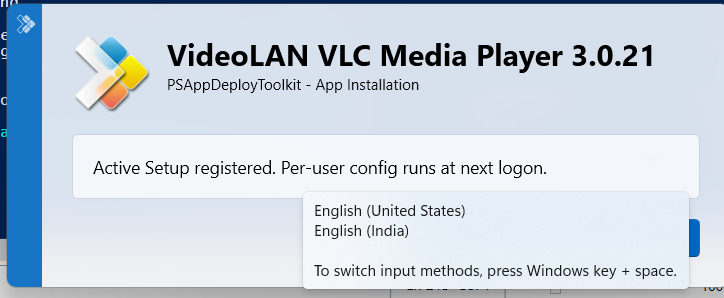 VideoLAN VLC Media Player 3.0.21
PSAppDeployToolkit - App Installation
Active Setup registered. Per-user config runs at next logon.
English (United States)
English (India)
To switch input methods, press Windows key + space.